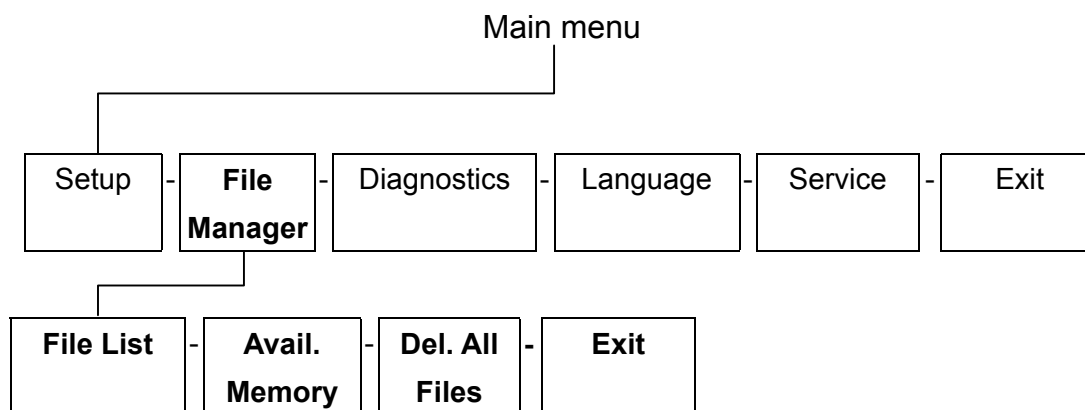 Main menu
Setup - File - Diagnostics - Language - Service - Exit
Manager
File List - Avail. - Del. All - Exit
Memory Files